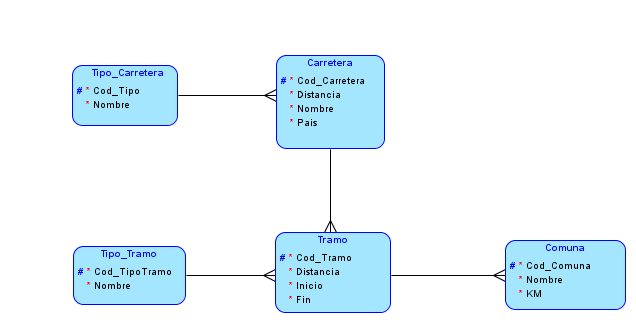 Tipo_Carretera
# * Cod_Tipo
* Nombre
Carretera
# * Cod_Carretera
* Distancia
* Nombre
* Pais
Tipo_Tramo
# * Cod_TipoTramo
* Nombre
Tramo
# * Cod_Tramo
* Distancia
* Inicio
* Fin
Comuna
# * Cod_Comuna
* Nombre
* KM